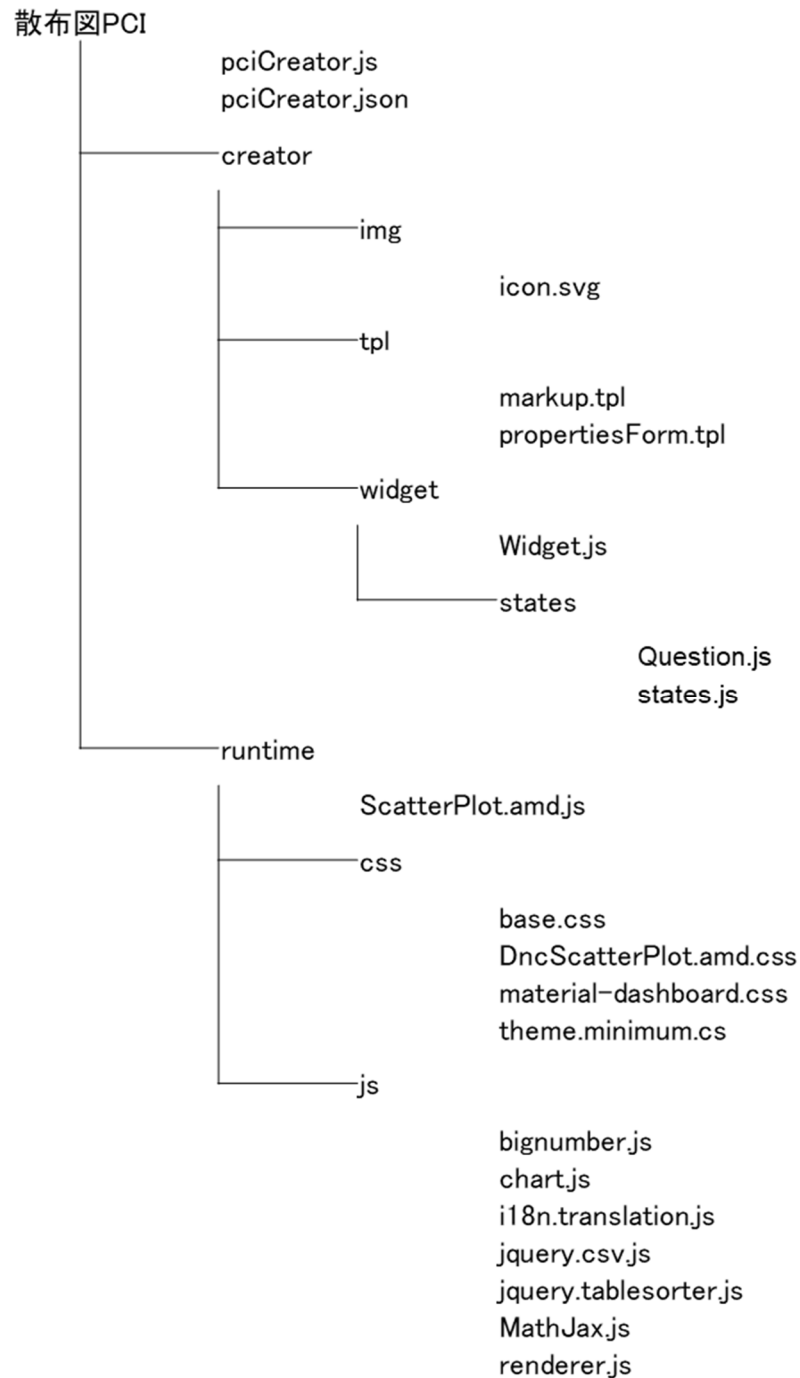 散布図PCI
pciCreator.js
pciCreator.json
creator
img
icon.svg
tpl
markup.tpl
propertiesForm.tpl
widget
Widget.js
states
Question.js
states.js
runtime
ScatterPlot.amd.js
css
base.css
DncScatterPlot.amd.css
material-dashboard.css
theme.minimum.cs
js
bignumber.js
chart.js
i18n.translation.js
jquery.csv.js
jquery.tablesorter.js
MathJax.js
renderer.js